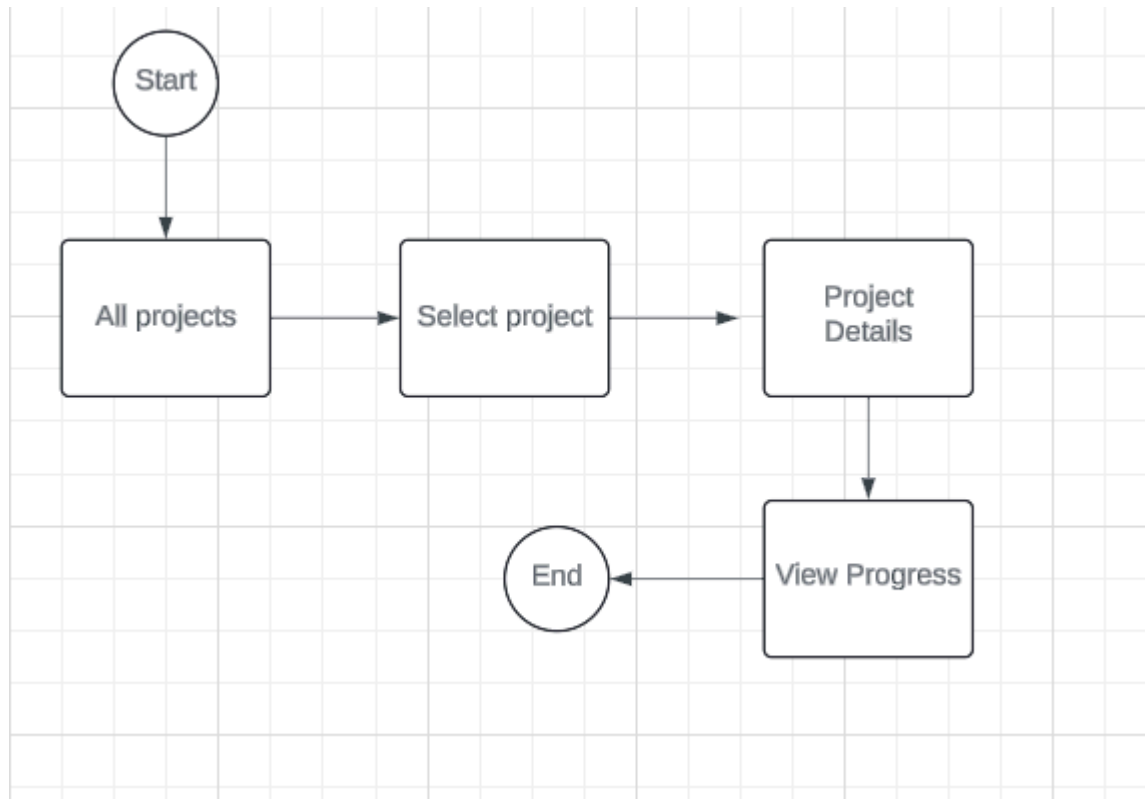 Start
All projects
Select project
Project
Details
View Progress
End